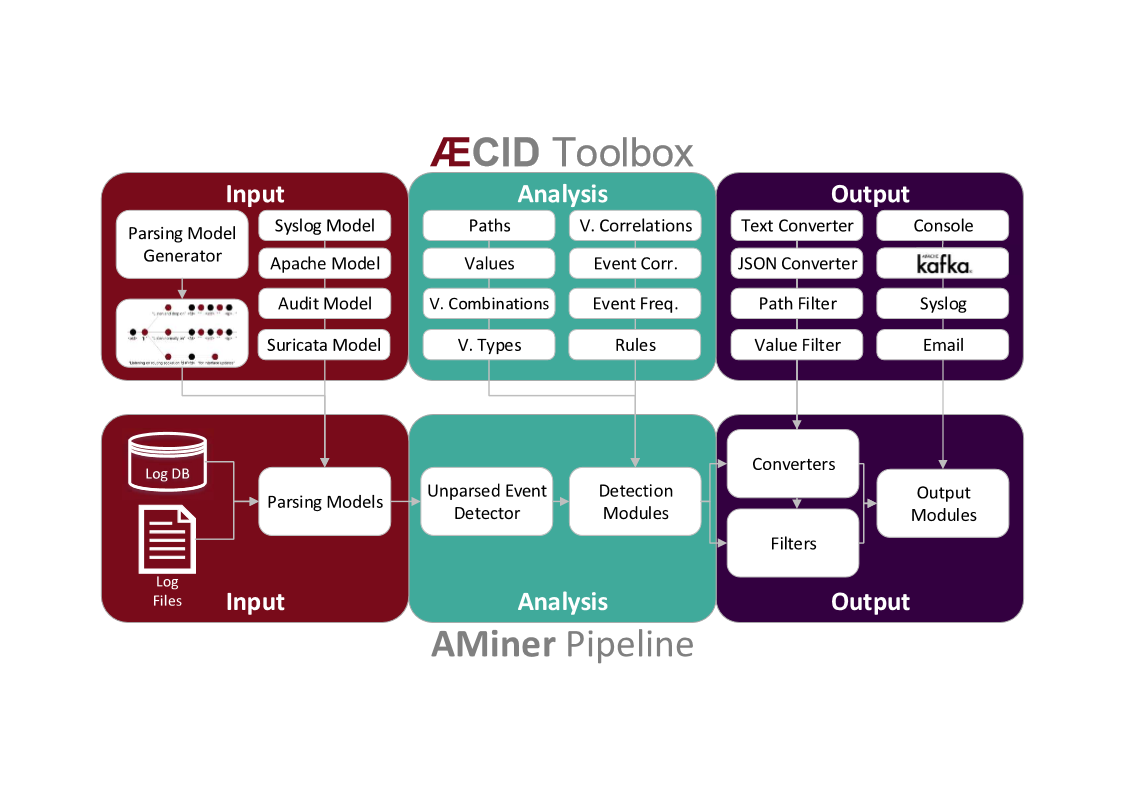 ÆCID Toolbox
Input
Parsing Model
Generator
Syslog Model
Apache Model
Audit Model
Suricata Model
Analysis
Paths
Values
V. Combinations
V. Types
V. Correlations
Event Corr.
Event Freq.
Rules
Output
Text Converter
JSON Converter
Path Filter
Value Filter
Console
APACHE
kafka
Syslog
Email
Log DB
Log
Files
Parsing Models
Input
Unparsed Event
Detector
Detection
Modules
Analysis
Converters
Filters
Output
Modules
Output
AMiner Pipeline